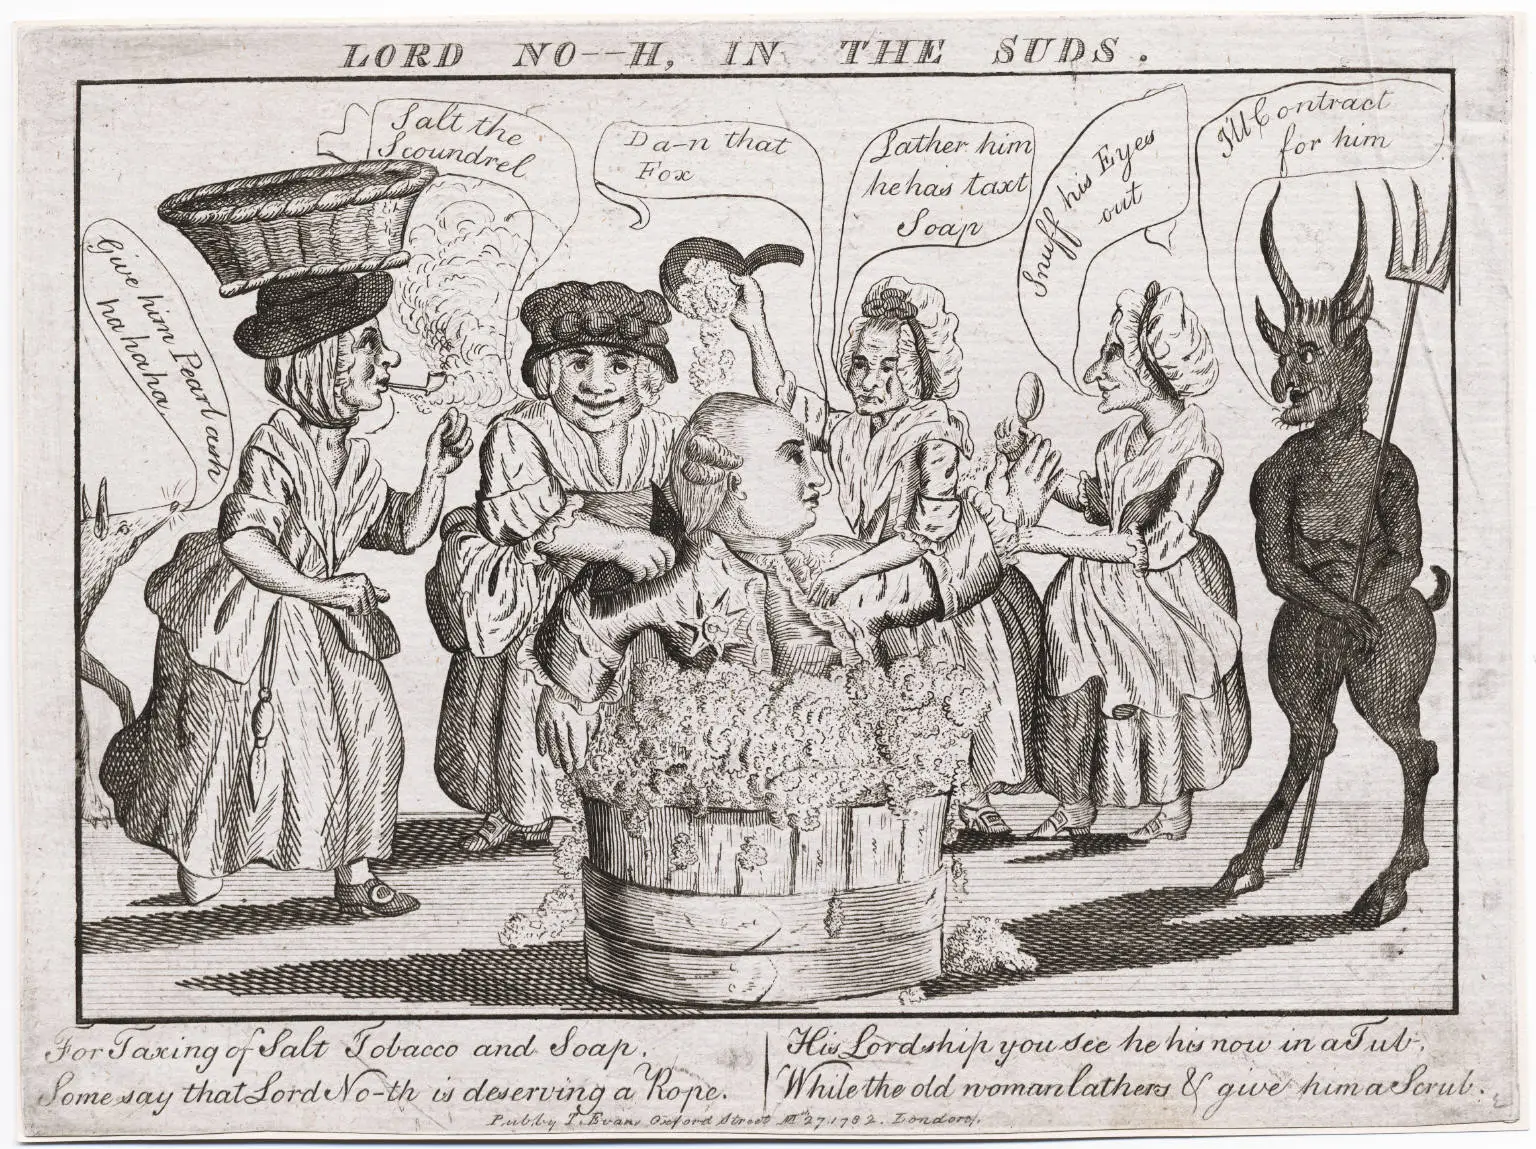 LORD NO--H, IN THE SUDS.
Give him Pearl ash
ha ha ha
Salt the
Scoundrel
Da-n that
Fox
Lather him
he has taxt
Soap
Snuff his Eyes
out
I'll Contract
for him
For Taxing of Salt Tobacco and Soap.
Some say that Lord No-th is deserving a Rope.
His Lordship you see he his now in a Tub,
While the old woman lathers & give him a Scrub.
Pub. by T. Evans Oxford Street Mch 27. 1782. London